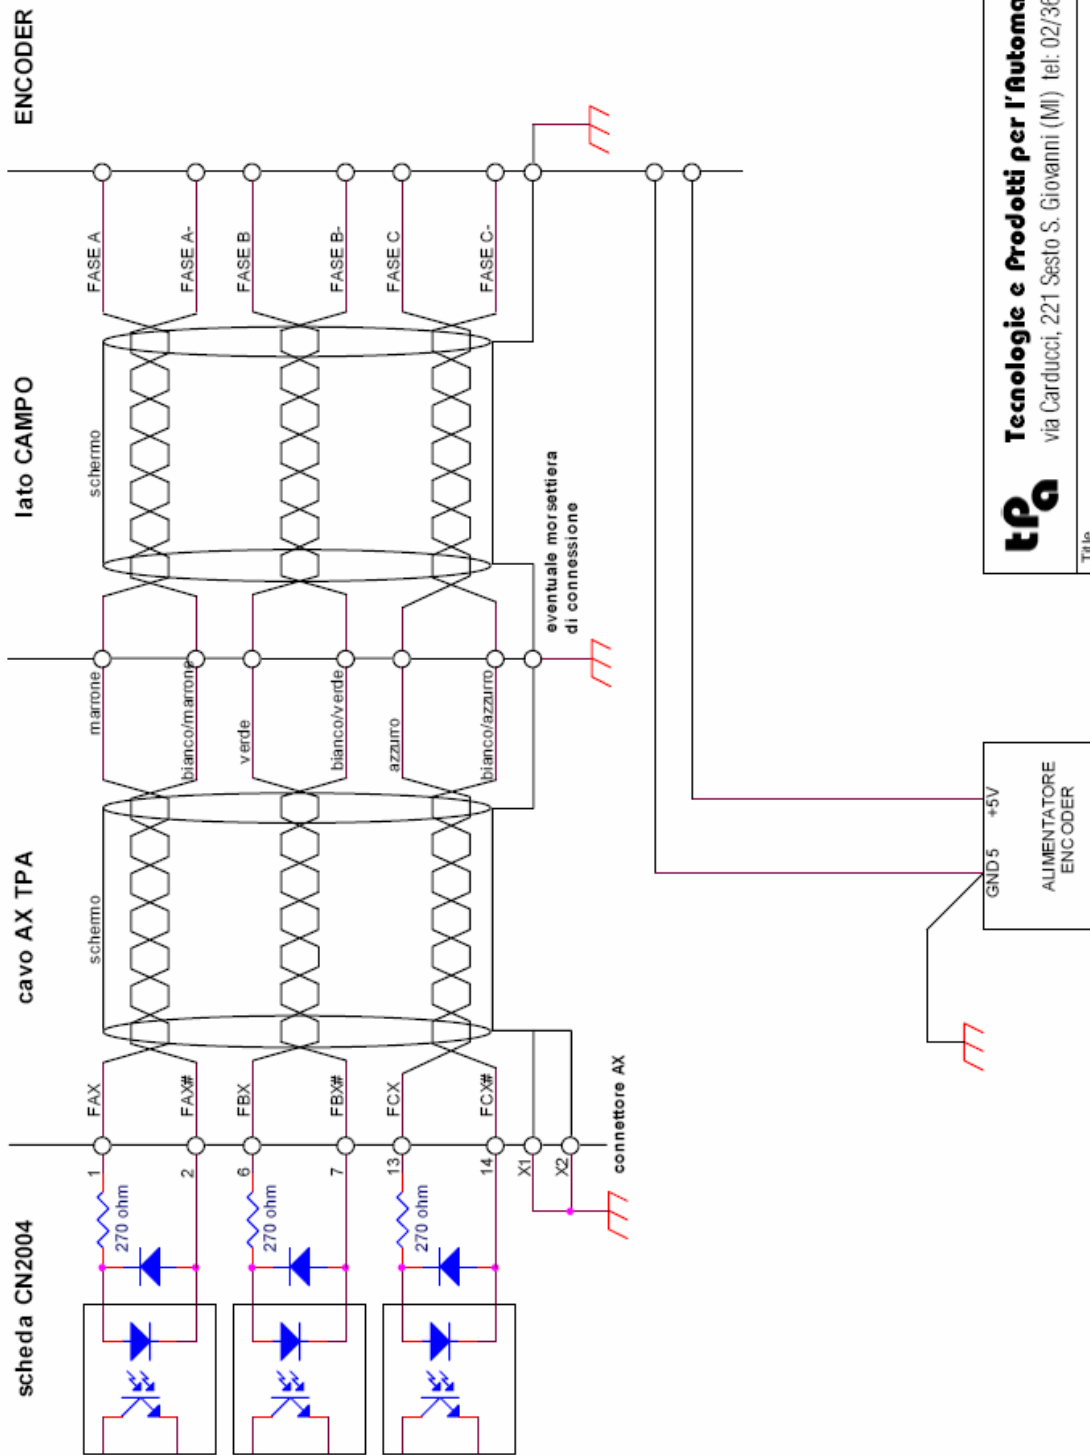 scheda CN2004
cavo AX TPA
lato CAMPO
ENCODER
270 ohm
1
FAX
schermo
marrone
schermo
FASE A
2
FAX#
bianco/marrone
FASE A-
270 ohm
6
FBX
verde
FASE B
7
FBX#
bianco/verde
FASE B-
270 ohm
13
FCX
azzurro
FASE C
14
FCX#
bianco/azzurro
FASE C-
X1
X2
connettore AX
eventuale morsettiera
di connessione
GND5
+5V
ALIMENTATORE
ENCODER
tpa
Tecnologie e Prodotti per l'Automa
via Carducci, 221 Sesto S. Giovanni (MI) tel: 02/36
Title